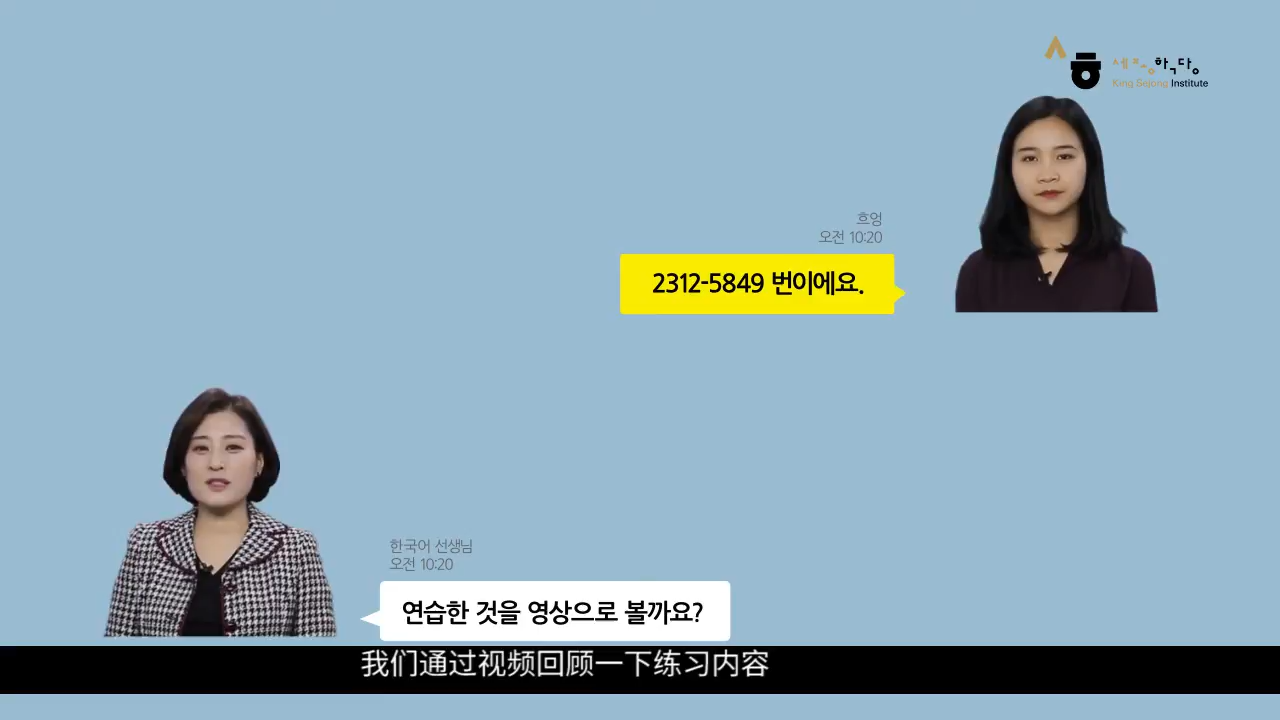 세종학당
King Sejong Institute
흐엉
오전 10:20
2312-5849 번이에요.
한국어 선생님
오전 10:20
연습한 것을 영상으로 볼까요?
我们通过视频回顾一下练习内容